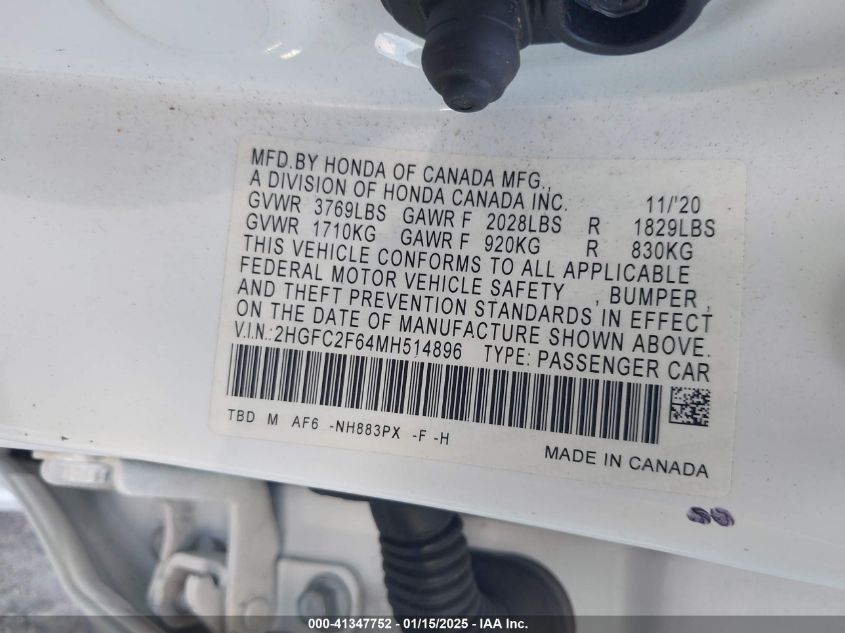 MFD.BY HONDA OF CANADA MFG.,
A DIVISION OF HONDA CANADA INC. 11/'20
GVWR 3769LBS GAWR F 2028LBS R 1829LBS
GVWR 1710KG GAWR F 920KG R 830KG
THIS VEHICLE CONFORMS TO ALL APPLICABLE
FEDERAL MOTOR VEHICLE SAFETY , BUMPER ,
AND THEFT PREVENTION STANDARDS IN EFFECT
ON THE DATE OF MANUFACTURE SHOWN ABOVE.
V.I.N.:2HGFC2F64MH514896 TYPE: PASSENGER CAR
TBD M AF6 -NH883PX -F -H
MADE IN CANADA
000-41347752 - 01/15/2025 - IAA Inc.